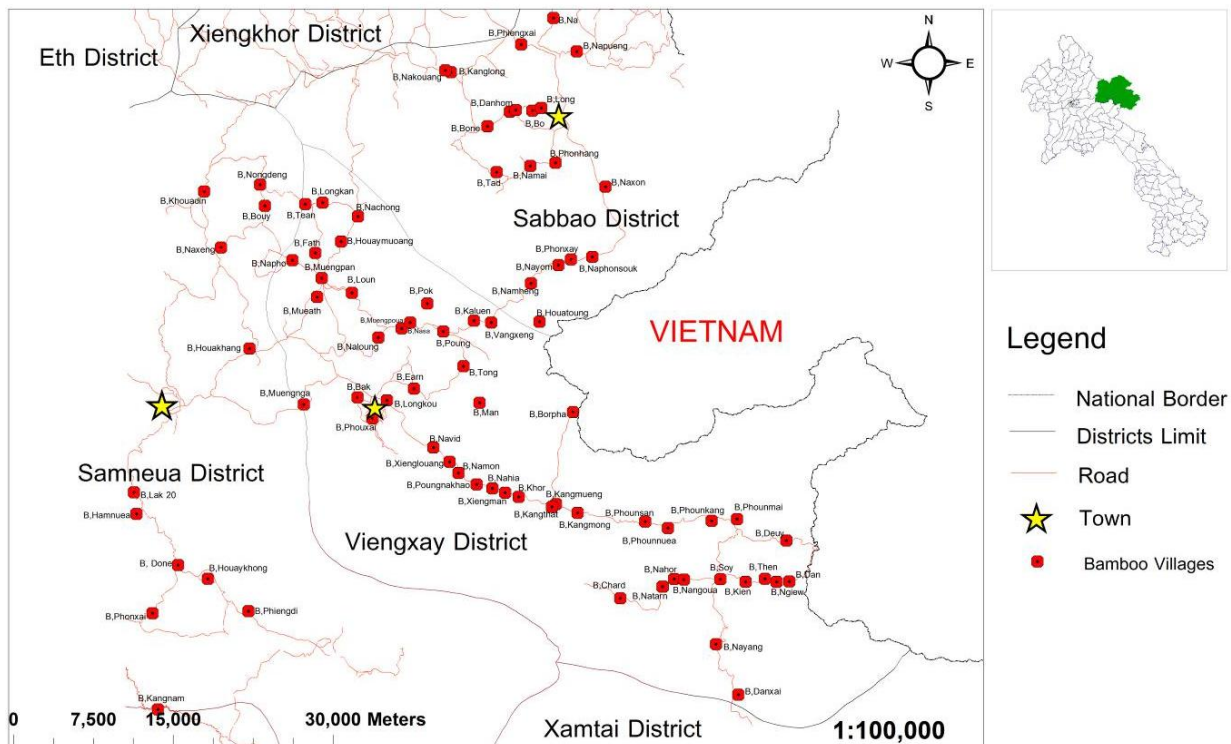 Xiengkhor District
Eth District
B,Na
B,Phiengxai
B,Napueng
B,Nakouang
B,Kanglong
N
W
E
S
B,Danhom
B,Long
B,Bo
B,Bone
B,Phonhang
B,Tad
B,Namai
B,Naxon
B,Nongdeng
B,Longkan
B,Khouadin
B,Bouy
B,Tean
B,Nachong
Sabbao District
B,Naxeng
B,Fath
B,Houaymuoang
B,Phonxay
B,Napho
B,Nayom
B,Naphonsouk
B,Muengpan
B,Loun
B,Namheng
B,Pok
B,Mueath
B,Kaluen
B,Houatoung
B,Nasa
B,Vangxeng
VIETNAM
B,Naloung
B,Poung
B,Houakhang
B,Tong
B,Earn
B,Muengnga
B,Bak
B,Longkou
B,Man
B,Borpha
B,Phouxai
B,Navid
Samneua District
B,Xienglouang
B,Namon
B,Nahia
B,Poungnakhao
B,Khor
B,Lak 20
B,Xiengman
B,Kangmueng
B,Hamnuea
B,Kangthat
B,Kangmong
B,Phounsan
B,Phounkang
B,Phounmai
B,Phounnuea
B,Deuy
Viengxay District
B, Done
B,Houaykhong
B,Nahor
B,Soy
B,Then
B,Dan
B,Chard
B,Natarn
B,Nangoua
B,Kien
B,Ngiew
B,Phonxai
B,Phiengdi
B,Nayang
B,Danxai
B,Kangnam
0
7,500
15,000
30,000 Meters
Xamtai District
1:100,000
Legend
National Border
Districts Limit
Road
Town
Bamboo Villages